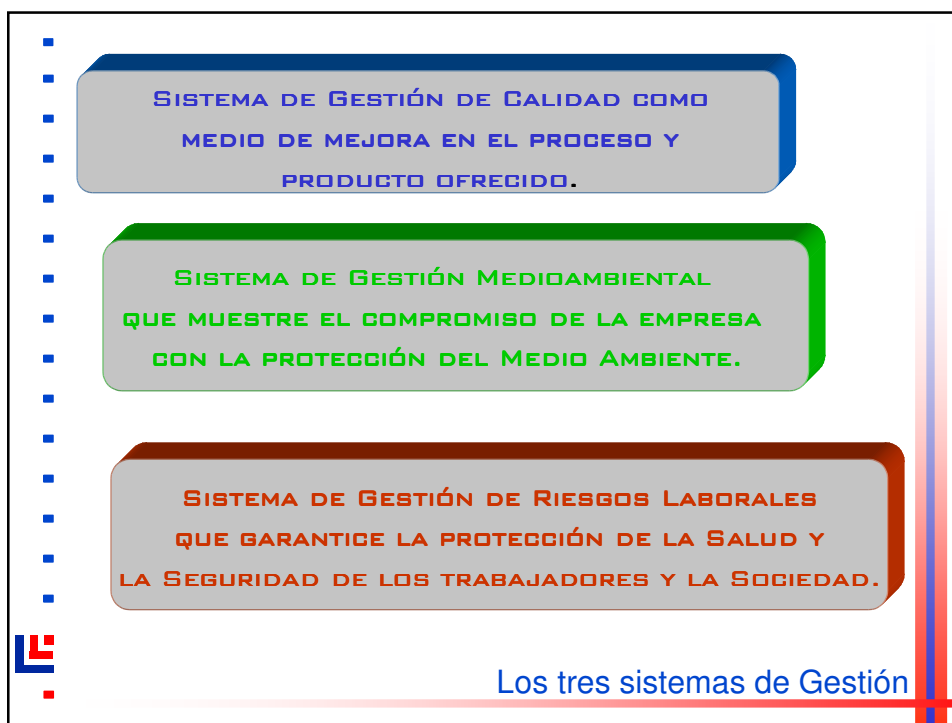 Sistema de Gestión de Calidad como
medio de mejora en el proceso y
producto ofrecido.
Sistema de Gestión Medioambiental
que muestre el compromiso de la empresa
con la protección del Medio Ambiente.
Sistema de Gestión de Riesgos Laborales
que garantice la protección de la Salud y
la Seguridad de los trabajadores y la Sociedad.
Los tres sistemas de Gestión